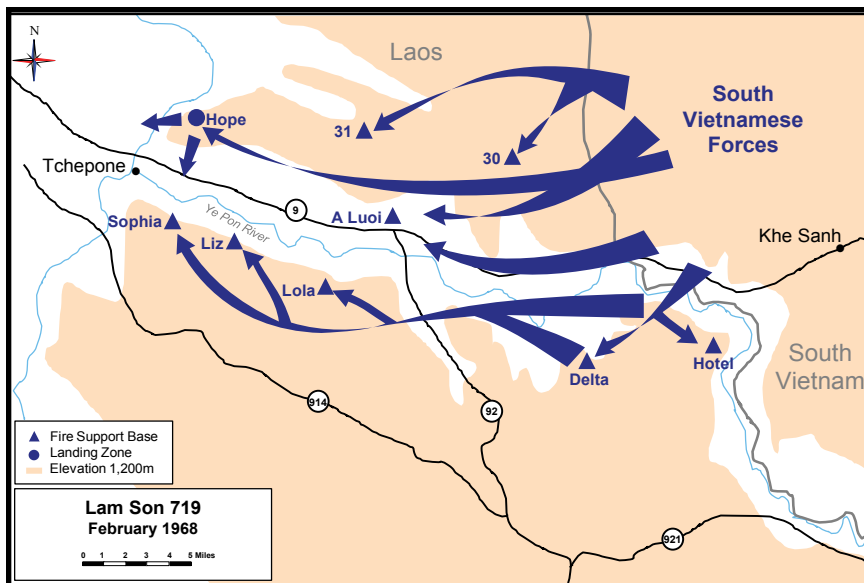 N
Laos
South
Vietnamese
Forces
Hope
31
30
Tchepone
9
A Luoi
Sophia
Ye Pon River
Liz
Khe Sanh
Lola
Hotel
South
Vietnam
Delta
914
92
921
Fire Support Base
Landing Zone
Elevation 1,200m
Lam Son 719
February 1968
0 1 2 3 4 5 Miles